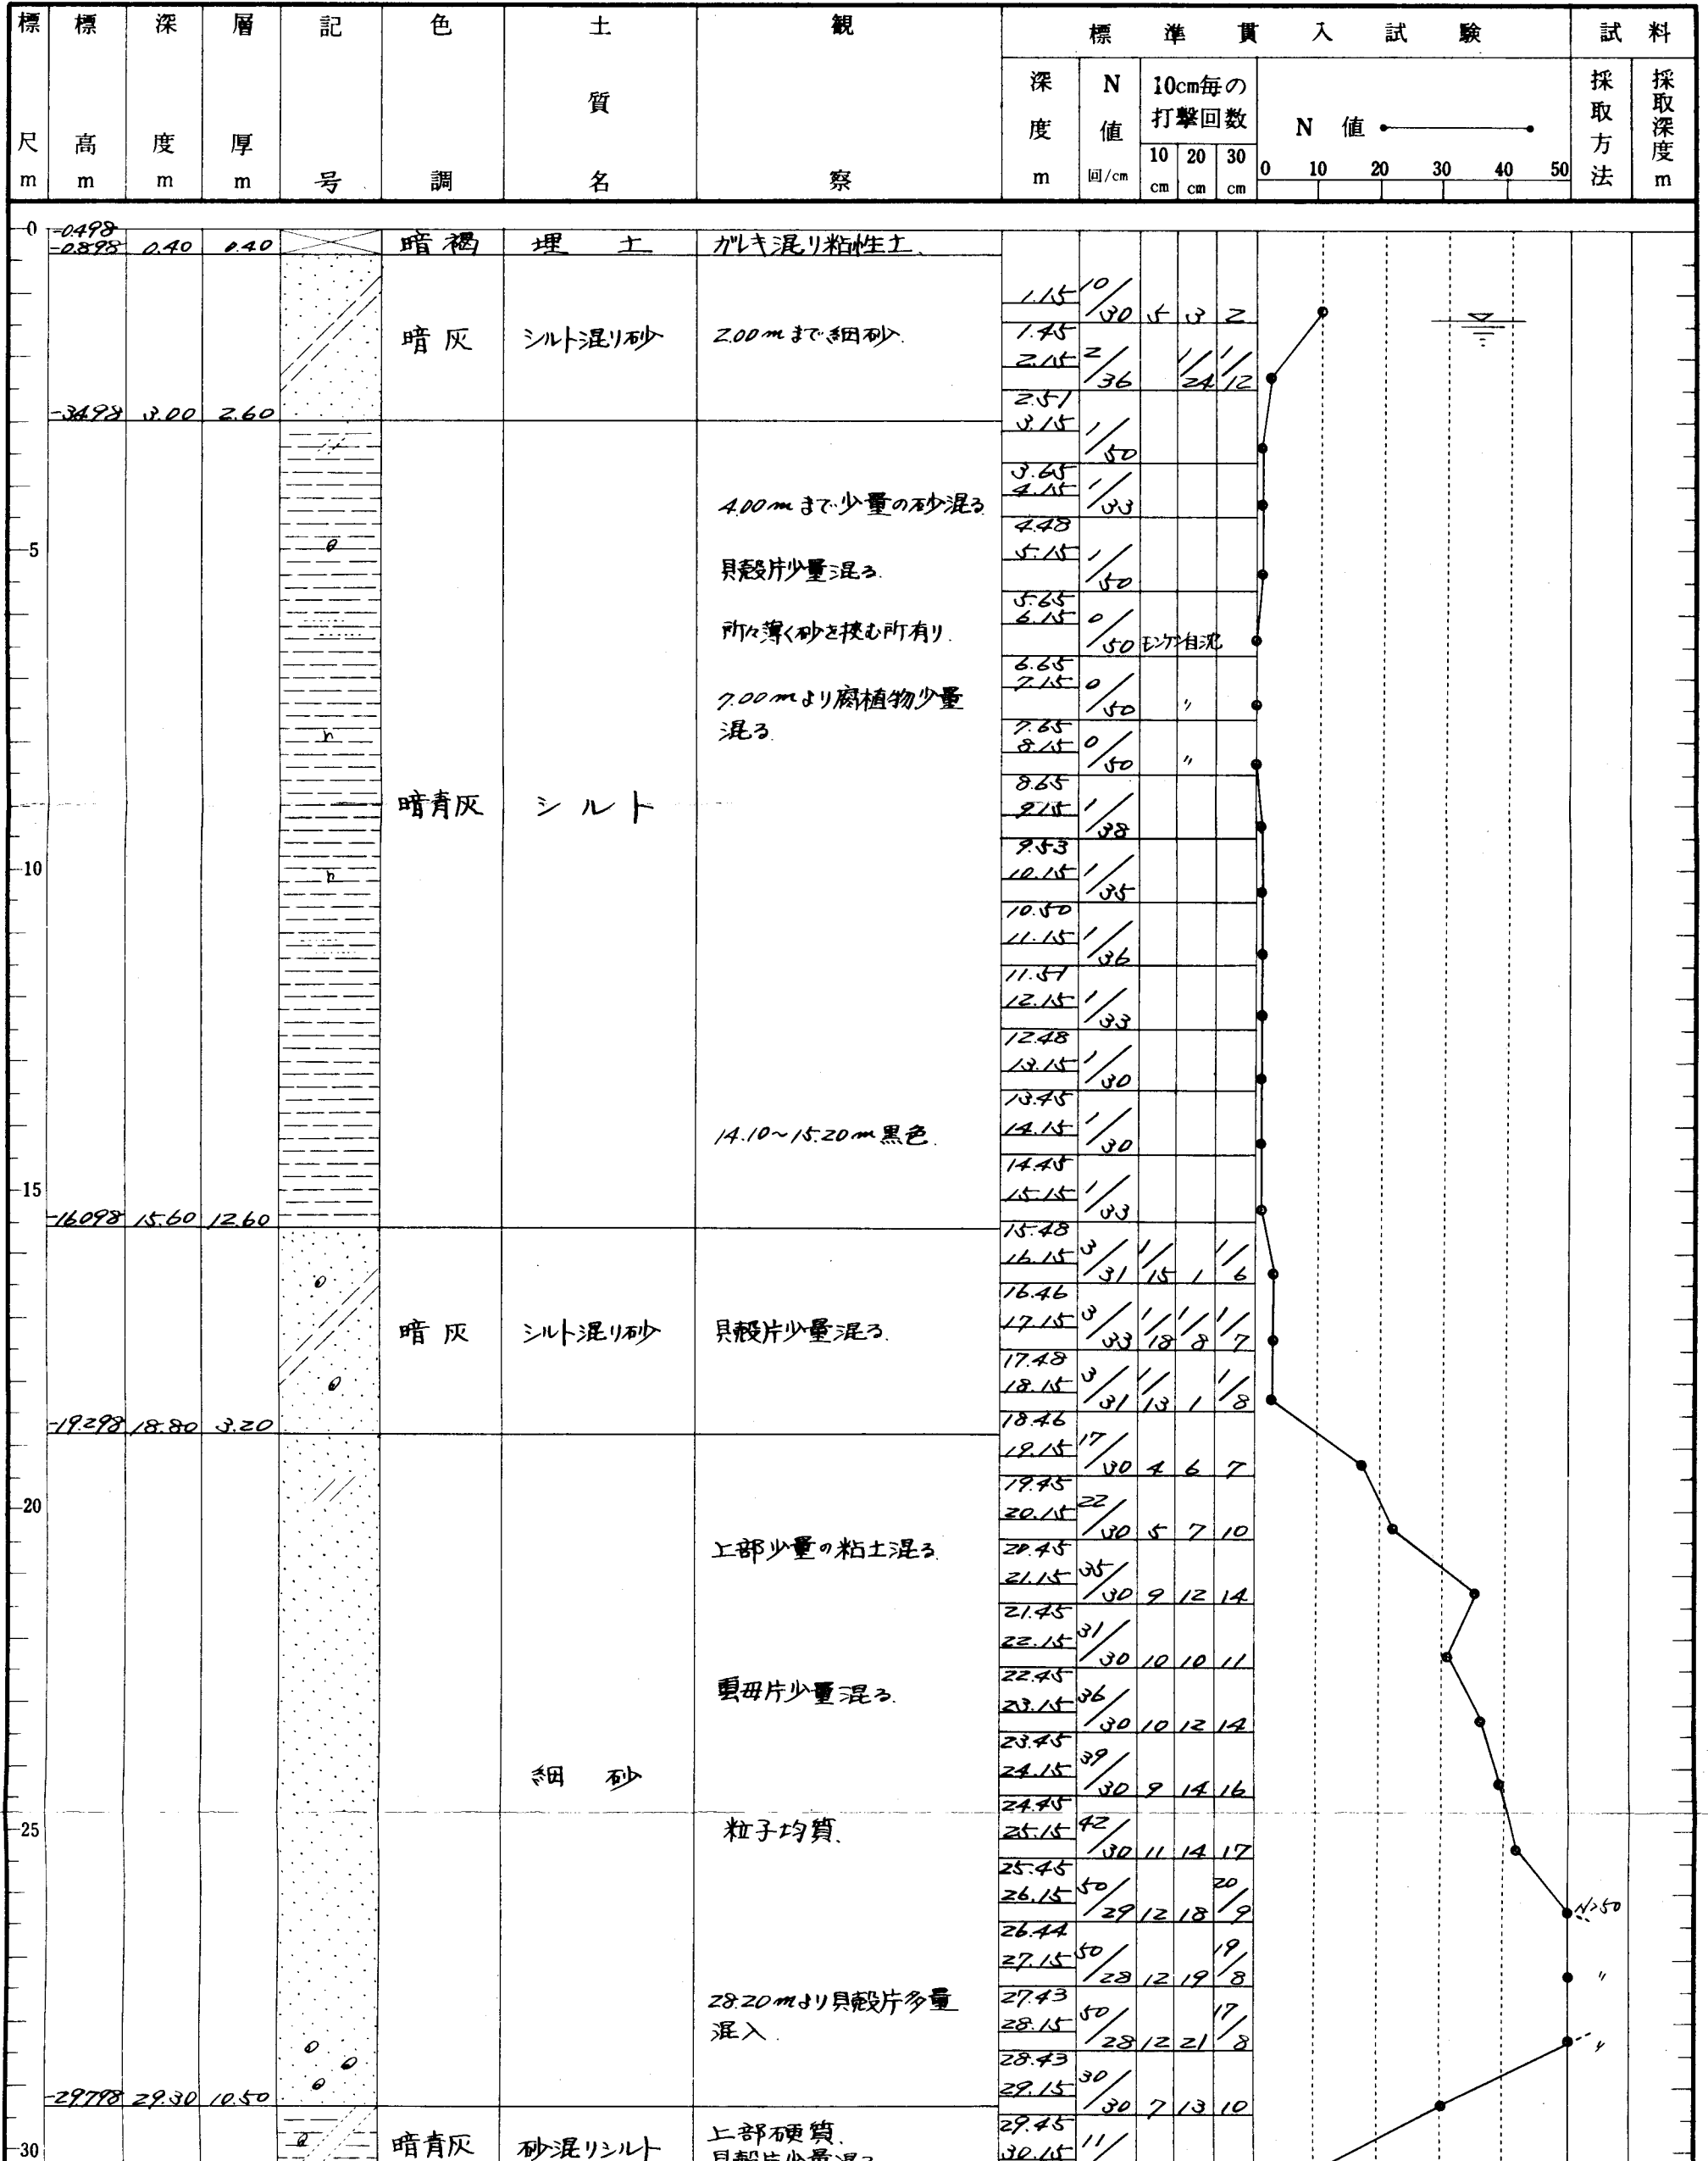 標尺 m
標高 m
深度 m
層厚 m
記号
色調
土質名
観察
標準貫入試験
試料
深度 m
N値 回/cm
10cm毎の打撃回数
10cm 20cm 30cm
N 値
0 10 20 30 40 50
採取方法
採取深度 m
0 -0.498
-0.898 0.40 0.40 暗褐 埋土 ガレキ混り粘性土.
1.15 10/30 5 3 2
1.45
暗灰 シルト混り砂 2.00mまで細砂.
2.15 2/36 1/24 1/12
2.51
-3.498 3.00 2.60
3.15 1/50
3.65
4.00mまで少量の砂混る
4.15 1/33
4.48
5
貝殻片少量混る.
5.15 1/50
5.65
所々薄く砂を挟む所有り.
6.15 0/50 モンケン自沈
6.65
7.00mより腐植物少量
混る.
7.15 0/50 〃
7.65
8.15 0/50 〃
8.65
暗青灰 シルト
9.15 1/38
9.53
10
10.15 1/35
10.50
11.15 1/36
11.51
12.15 1/33
12.48
13.15 1/30
13.45
14.10~15.20m黒色.
14.15 1/30
14.45
15
15.15 1/33
15.48
-16.098 15.60 12.60
16.15 3/31 1/15 1 1/6
16.46
暗灰 シルト混り砂 貝殻片少量混る.
17.15 3/33 1/18 1/8 1/7
17.48
18.15 3/31 1/13 1 1/8
18.46
-19.298 18.80 3.20
19.15 17/30 4 6 7
19.45
20
20.15 22/30 5 7 10
20.45
上部少量の粘土混る.
21.15 35/30 9 12 14
21.45
22.15 31/30 10 10 11
22.45
雲母片少量混る.
23.15 36/30 10 12 14
23.45
細砂
24.15 39/30 9 14 16
24.45
25
粒子均質.
25.15 42/30 11 14 17
25.45
26.15 50/29 12 18 20/9 N>50
26.44
27.15 50/28 12 19 19/8 〃
27.43
28.20mより貝殻片多量
混入.
28.15 50/28 12 21 17/8 〃
28.43
29.15 30/30 7 13 10
29.45
-29.798 29.30 10.50
30
暗青灰 砂混りシルト 上部硬質.
貝殻片少量混る
30.15 11/